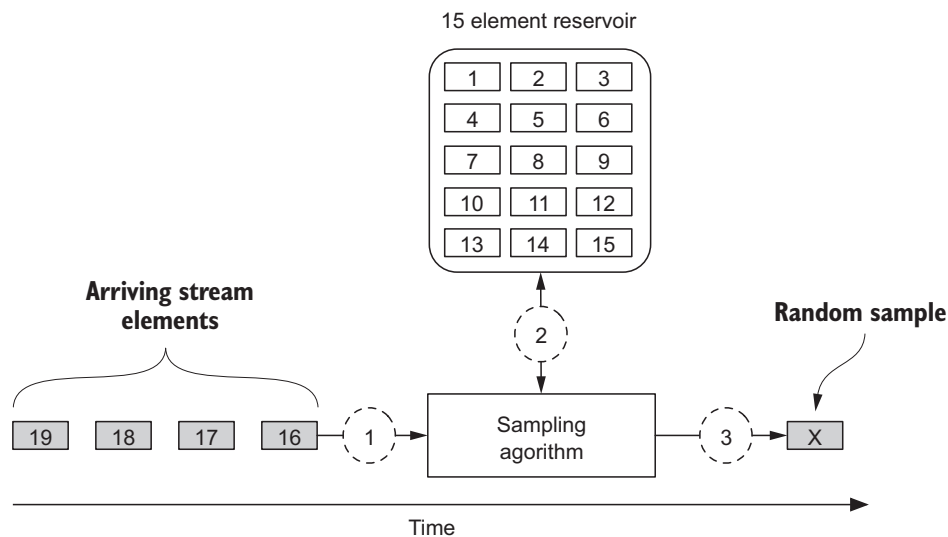 15 element reservoir
1 2 3
4 5 6
7 8 9
10 11 12
13 14 15
Arriving stream
elements
2
Random sample
19 18 17 16 1
Sampling
agorithm
3 X
Time